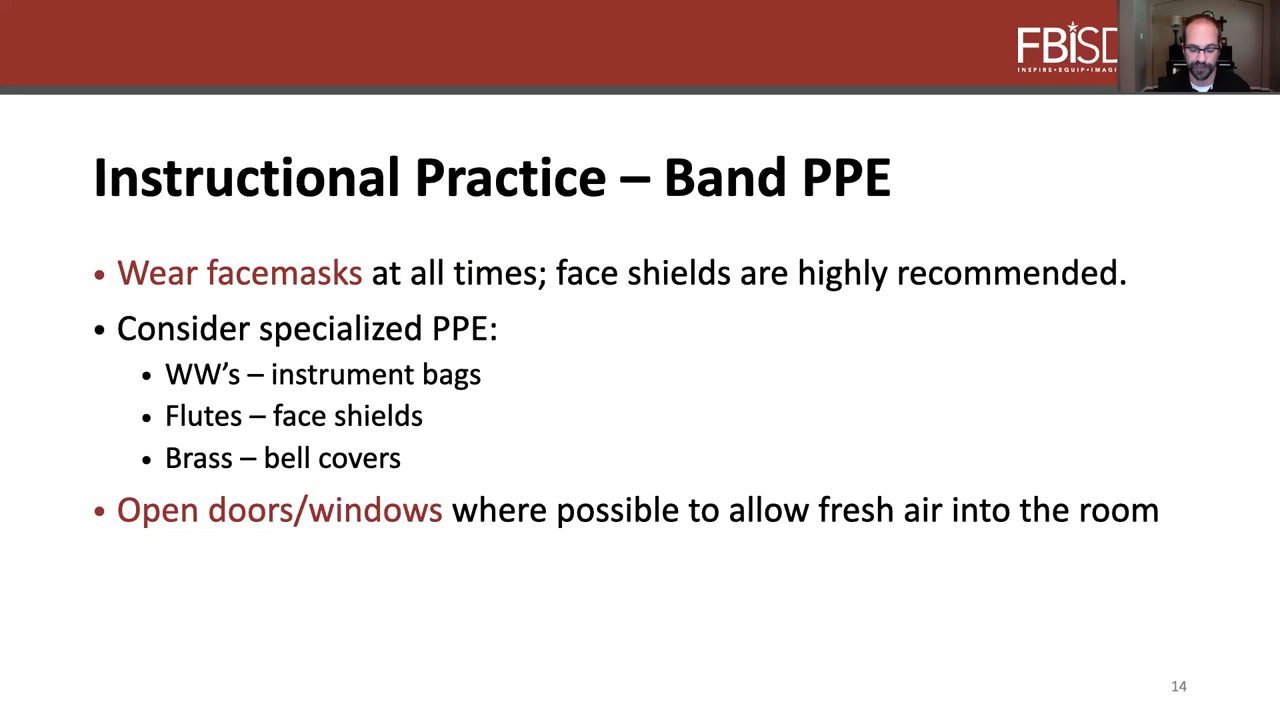 FBiSD
INSPIRE•EQUIP•IMAGI
Instructional Practice – Band PPE
• Wear facemasks at all times; face shields are highly recommended.
• Consider specialized PPE:
• WW’s – instrument bags
• Flutes – face shields
• Brass – bell covers
• Open doors/windows where possible to allow fresh air into the room
14